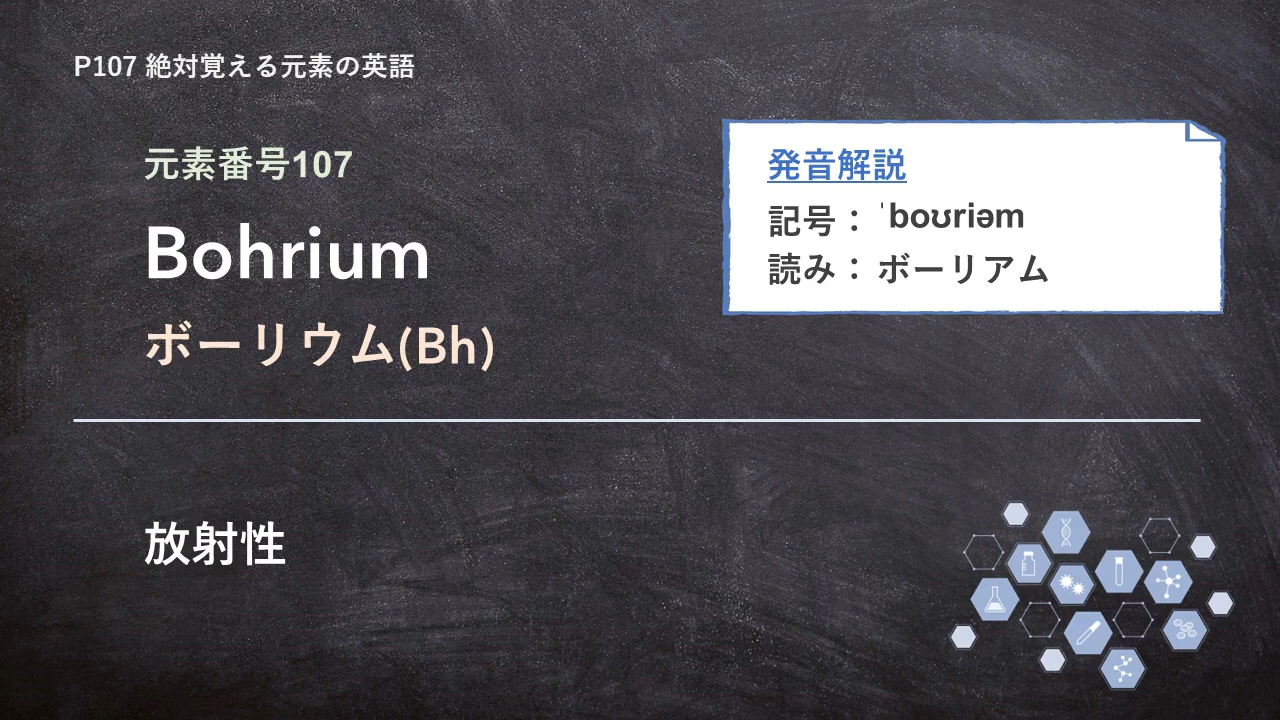 P107 絶対覚える元素の英語
元素番号107
Bohrium
ボーリウム(Bh)
発音解説
記号： ˈboʊriəm
読み： ボーリアム
放射性